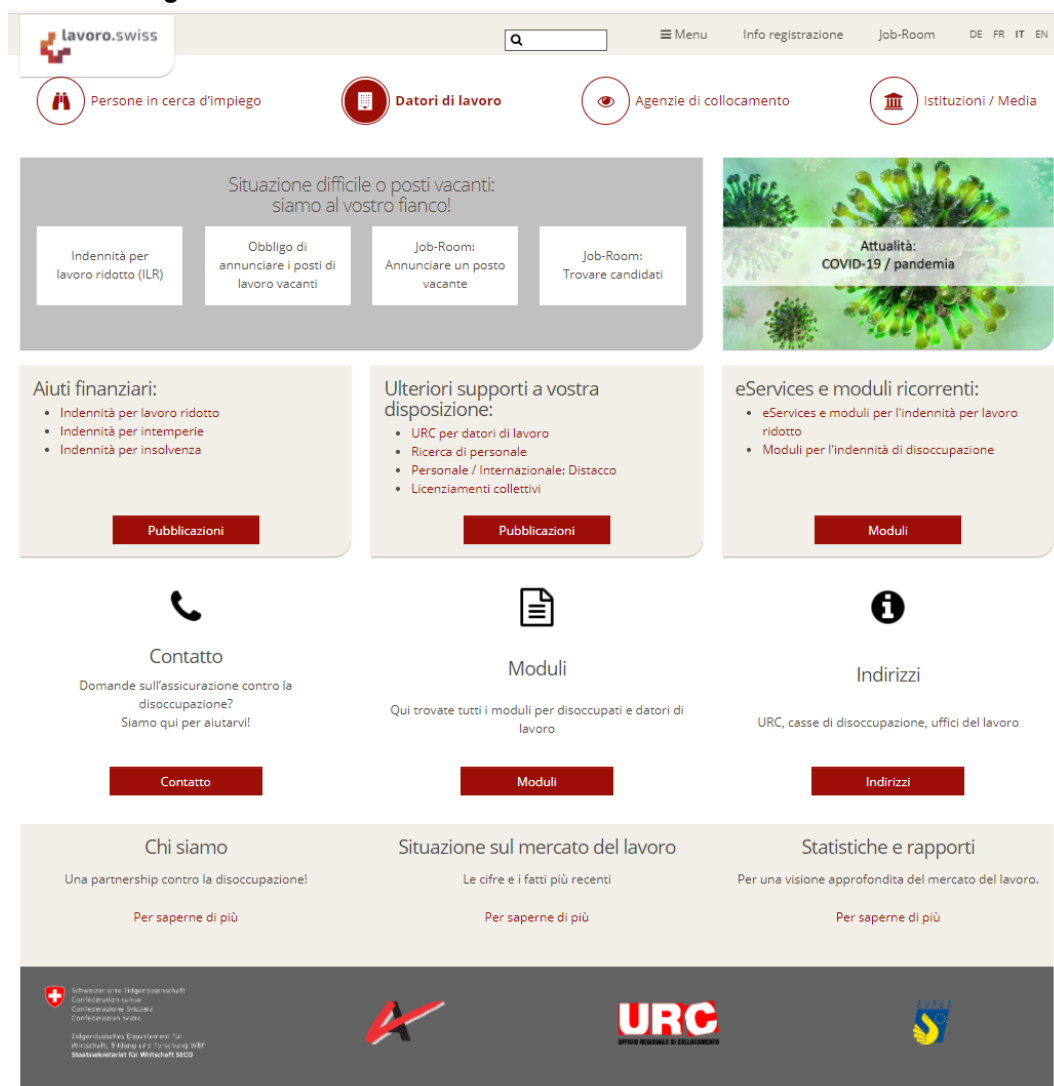 lavoro.swiss
Menu
Info registrazione
Job-Room
DE FR IT EN
Persone in cerca d'impiego
Datori di lavoro
Agenzie di collocamento
Istituzioni / Media
Situazione difficile o posti vacanti:
siamo al vostro fianco!
Indennità per
lavoro ridotto (ILR)
Obbligo di
annunciare i posti di
lavoro vacanti
Job-Room:
Annunciare un posto
vacante
Job-Room:
Trovare candidati
Attualità:
COVID-19 / pandemia
Aiuti finanziari:
• Indennità per lavoro ridotto
• Indennità per intemperie
• Indennità per insolvenza
Pubblicazioni
Ulteriori supporti a vostra
disposizione:
• URC per datori di lavoro
• Ricerca di personale
• Personale / Internazionale: Distacco
• Licenziamenti collettivi
Pubblicazioni
eServices e moduli ricorrenti:
• eServices e moduli per l'indennità per lavoro
ridotto
• Moduli per l'indennità di disoccupazione
Moduli
Contatto
Domande sull'assicurazione contro la
disoccupazione?
Siamo qui per aiutarvi!
Contatto
Moduli
Qui trovate tutti i moduli per disoccupati e datori di
lavoro
Moduli
Indirizzi
URC, casse di disoccupazione, uffici del lavoro
Indirizzi
Chi siamo
Una partnership contro la disoccupazione!
Per saperne di più
Situazione sul mercato del lavoro
Le cifre e i fatti più recenti
Per saperne di più
Statistiche e rapporti
Per una visione approfondita del mercato del lavoro.
Per saperne di più
Schweizerische Eidgenossenschaft
Confédération suisse
Confederazione Svizzera
Confederaziun svizra
Eidgenössisches Departement für
Wirtschaft, Bildung und Forschung WBF
Staatssekretariat für Wirtschaft SECO
URC
UFFICIO REGIONALE DI COLLOCAMENTO
EURES